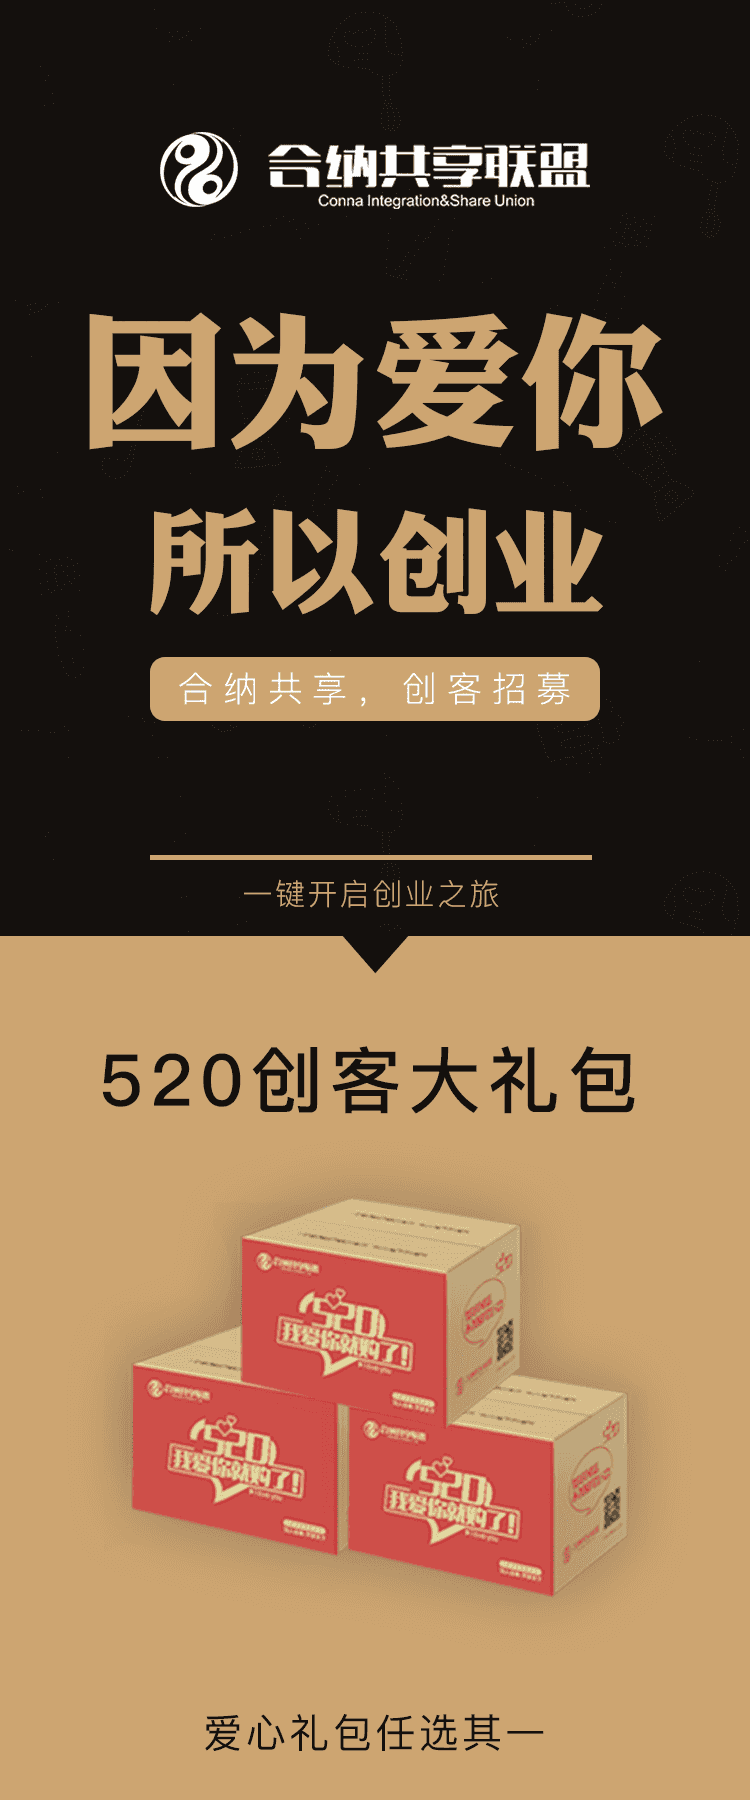 合纳共享联盟
Conna Integration&Share Union
因为爱你
所以创业
合纳共享，创客招募
一键开启创业之旅
520创客大礼包
520
我爱你就购了！
520
我爱你就购了！
520
我爱你就购了！
爱心礼包任选其一